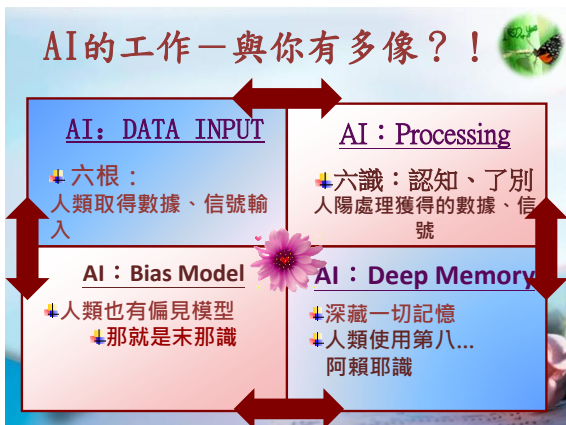 AI的工作－與你有多像？！
AI: DATA INPUT
六根：
人類取得數據、信號輸
入
AI：Processing
六識：認知、了別
人陽處理獲得的數據、信
號
AI：Bias Model
人類也有偏見模型
那就是末那識
AI：Deep Memory
深藏一切記憶
人類使用第八...
阿賴耶識